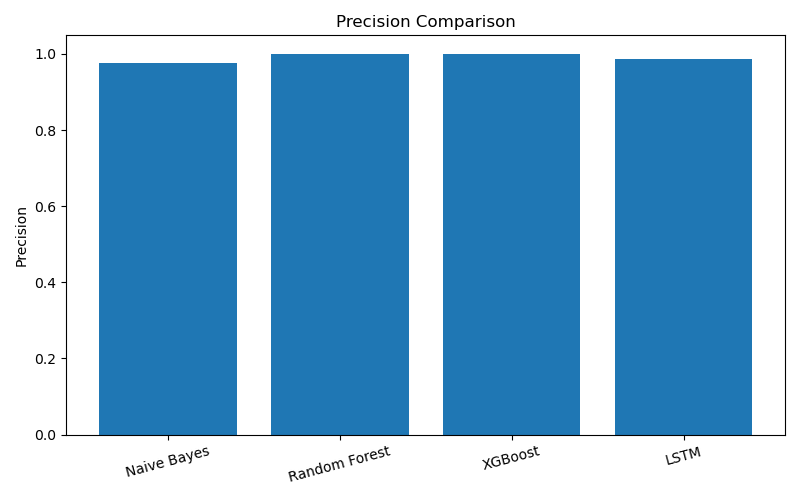 Precision Comparison
1.0
0.8
0.6
0.4
0.2
0.0
Precision
Naive Bayes
Random Forest
XGBoost
LSTM